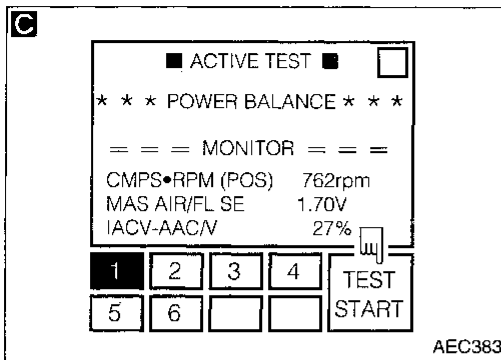 C
■ ACTIVE TEST ■
* * * POWER BALANCE * * *
= = = MONITOR = = =
CMPS•RPM (POS) 762rpm
MAS AIR/FL SE 1.70V
IACV-AAC/V 27%
1 2 3 4 TEST
5 6 START
AEC383